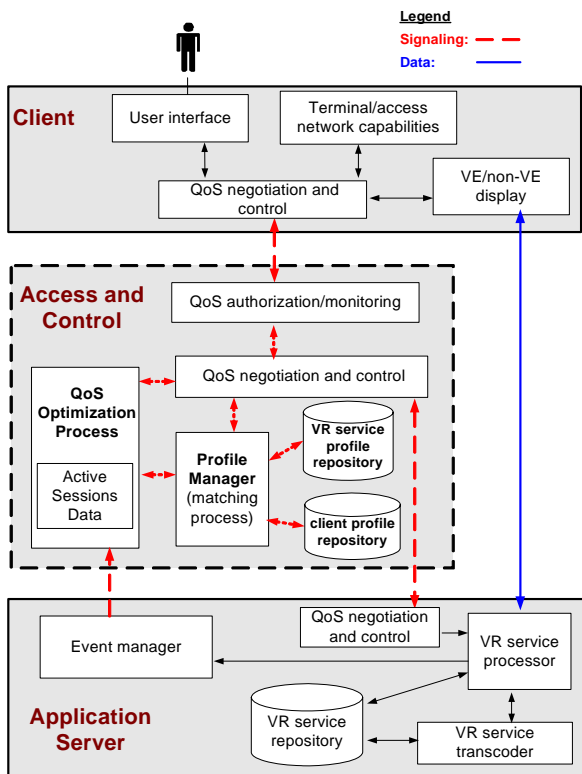 Legend
Signaling:
Data:
Client
User interface
Terminal/access
network capabilities
QoS negotiation and
control
VE/non-VE
display
Access and
Control
QoS authorization/monitoring
QoS negotiation and control
QoS
Optimization
Process
Active
Sessions
Data
Profile
Manager
(matching
process)
VR service
profile
repository
client profile
repository
QoS negotiation
and control
Event manager
VR service
processor
Application
Server
VR service
repository
VR service
transcoder